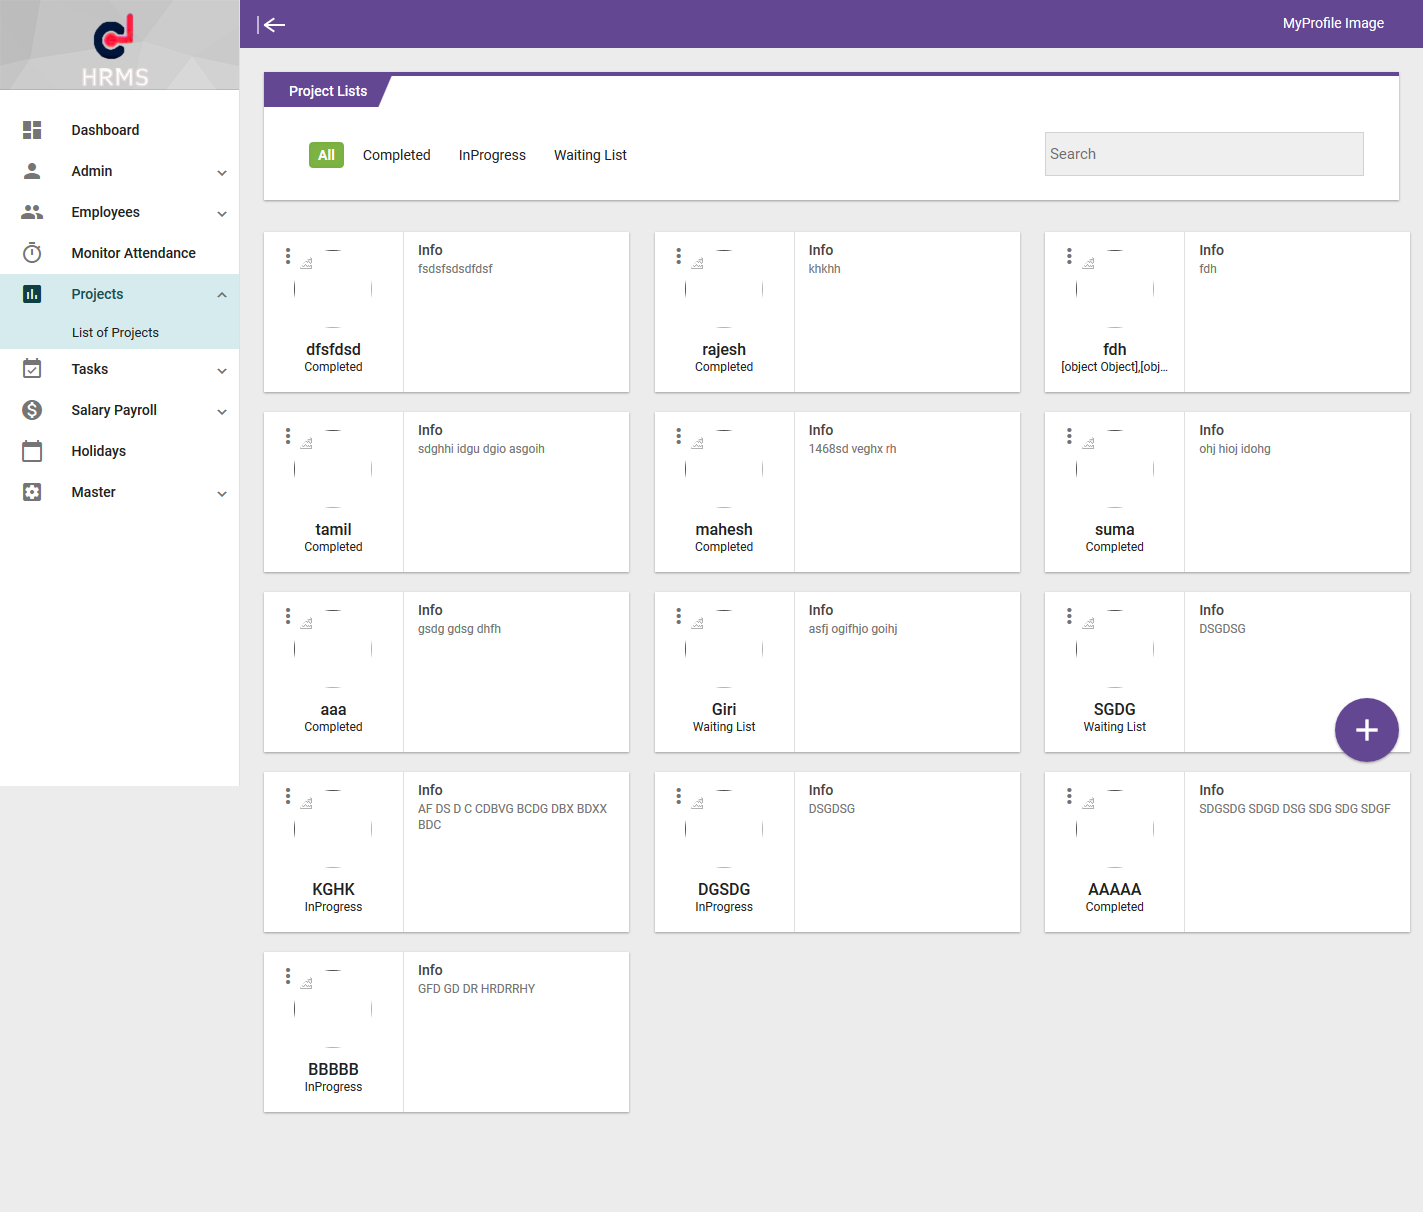 HRMS
MyProfile Image
Dashboard
Admin
Employees
Monitor Attendance
Projects
List of Projects
Tasks
Salary Payroll
Holidays
Master
Project Lists
All
Completed
InProgress
Waiting List
Search
Info
fsdsfsdsdfdsf
dfsfdsd
Completed
Info
khkhh
rajesh
Completed
Info
fdh
fdh
[object Object],[obj...
Info
sdghhi idgu dgio asgoih
tamil
Completed
Info
1468sd veghx rh
mahesh
Completed
Info
ohj hioj idohg
suma
Completed
Info
gsdg gdsg dhfh
aaa
Completed
Info
asfj ogifhjo goihj
Giri
Waiting List
Info
DSGDSG
SGDG
Waiting List
Info
AF DS D C CDBVG BCDG DBX BDXX
BDC
KGHK
InProgress
Info
DSGDSG
DGSDG
InProgress
Info
SDGSDG SDGD DSG SDG SDG SDGF
AAAAA
Completed
Info
GFD GD DR HRDRRHY
BBBBB
InProgress